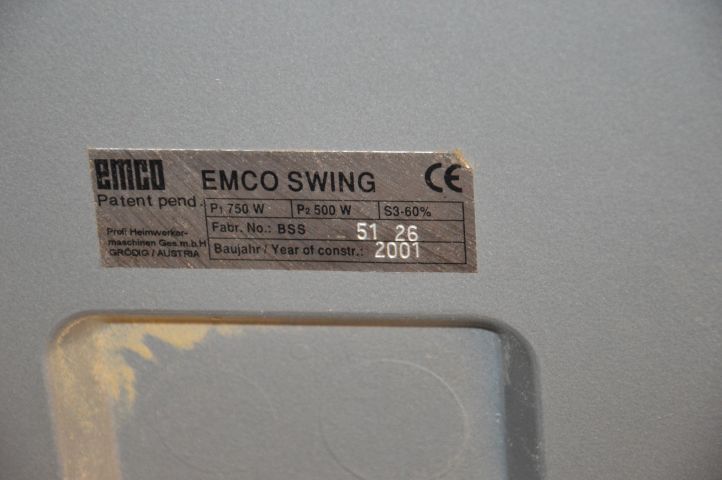 emco
EMCO SWING
CE
Patent pend.
P1 750 W P2 500 W S3-60%
Profi Heimwerker-
maschinen Ges.m.b.H
GRÖDIG / AUSTRIA
Fabr. No.: BSS 51 26
Baujahr / Year of constr.: 2001